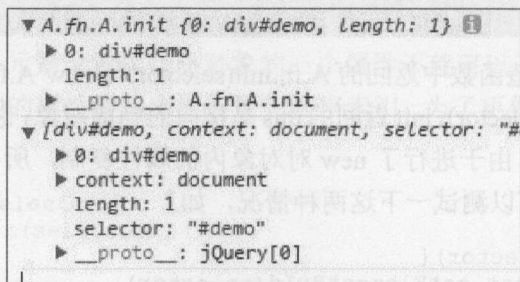 ▼ A.fn.A.init {0: div#demo, length: 1}
▶ 0: div#demo
length: 1
▶ __proto__: A.fn.A.init
▼ [div#demo, context: document, selector: "#
▶ 0: div#demo
▶ context: document
length: 1
selector: "#demo"
▶ __proto__: jQuery[0]